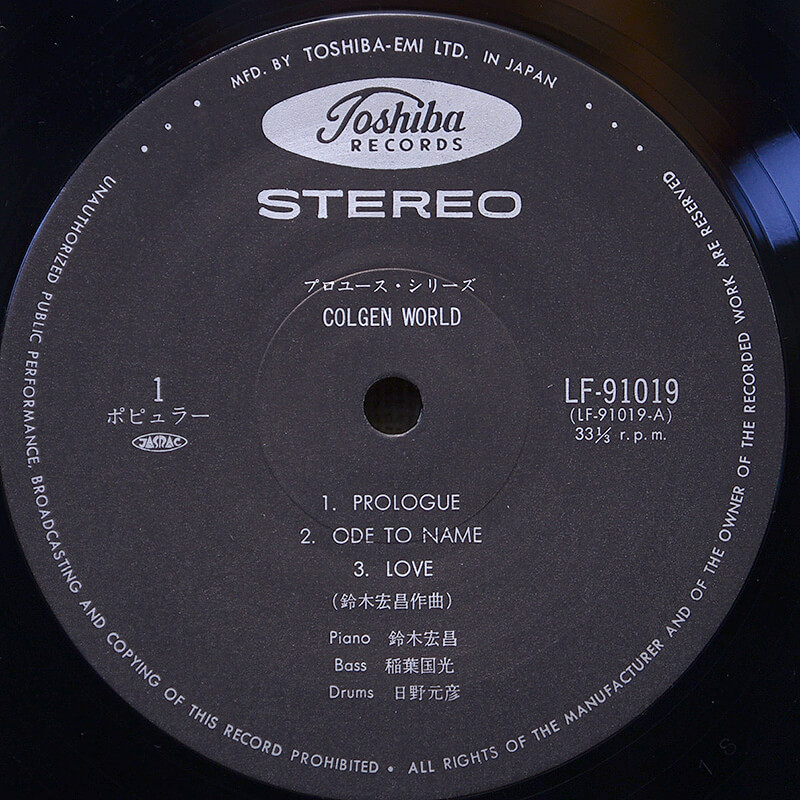 MFD. BY TOSHIBA-EMI LTD. IN JAPAN
Toshiba
RECORDS
STEREO
プロユース・シリーズ
COLGEN WORLD
1
ポピュラー
JASRAC
LF-91019
(LF-91019-A)
33⅓ r.p.m.
1. PROLOGUE
2. ODE TO NAME
3. LOVE
(鈴木宏昌作曲)
Piano 鈴木宏昌
Bass 稲葉国光
Drums 日野元彦
UNAUTHORIZED PUBLIC PERFORMANCE, BROADCASTING AND COPYING OF THIS RECORD PROHIBITED • ALL RIGHTS OF THE MANUFACTURER AND OF THE OWNER OF THE RECORDED WORK ARE RESERVED
18